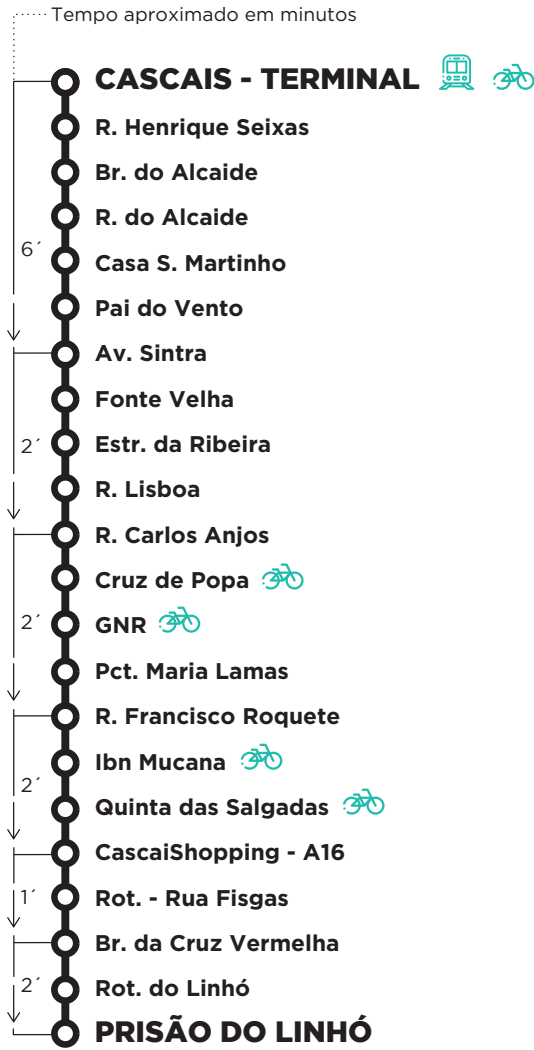 Tempo aproximado em minutos
CASCAIS - TERMINAL
R. Henrique Seixas
Br. do Alcaide
R. do Alcaide
6´
Casa S. Martinho
Pai do Vento
Av. Sintra
Fonte Velha
2´
Estr. da Ribeira
R. Lisboa
R. Carlos Anjos
Cruz de Popa
2´
GNR
Pct. Maria Lamas
R. Francisco Roquete
Ibn Mucana
2´
Quinta das Salgadas
CascaiShopping - A16
1´
Rot. - Rua Fisgas
Br. da Cruz Vermelha
2´
Rot. do Linhó
PRISÃO DO LINHÓ